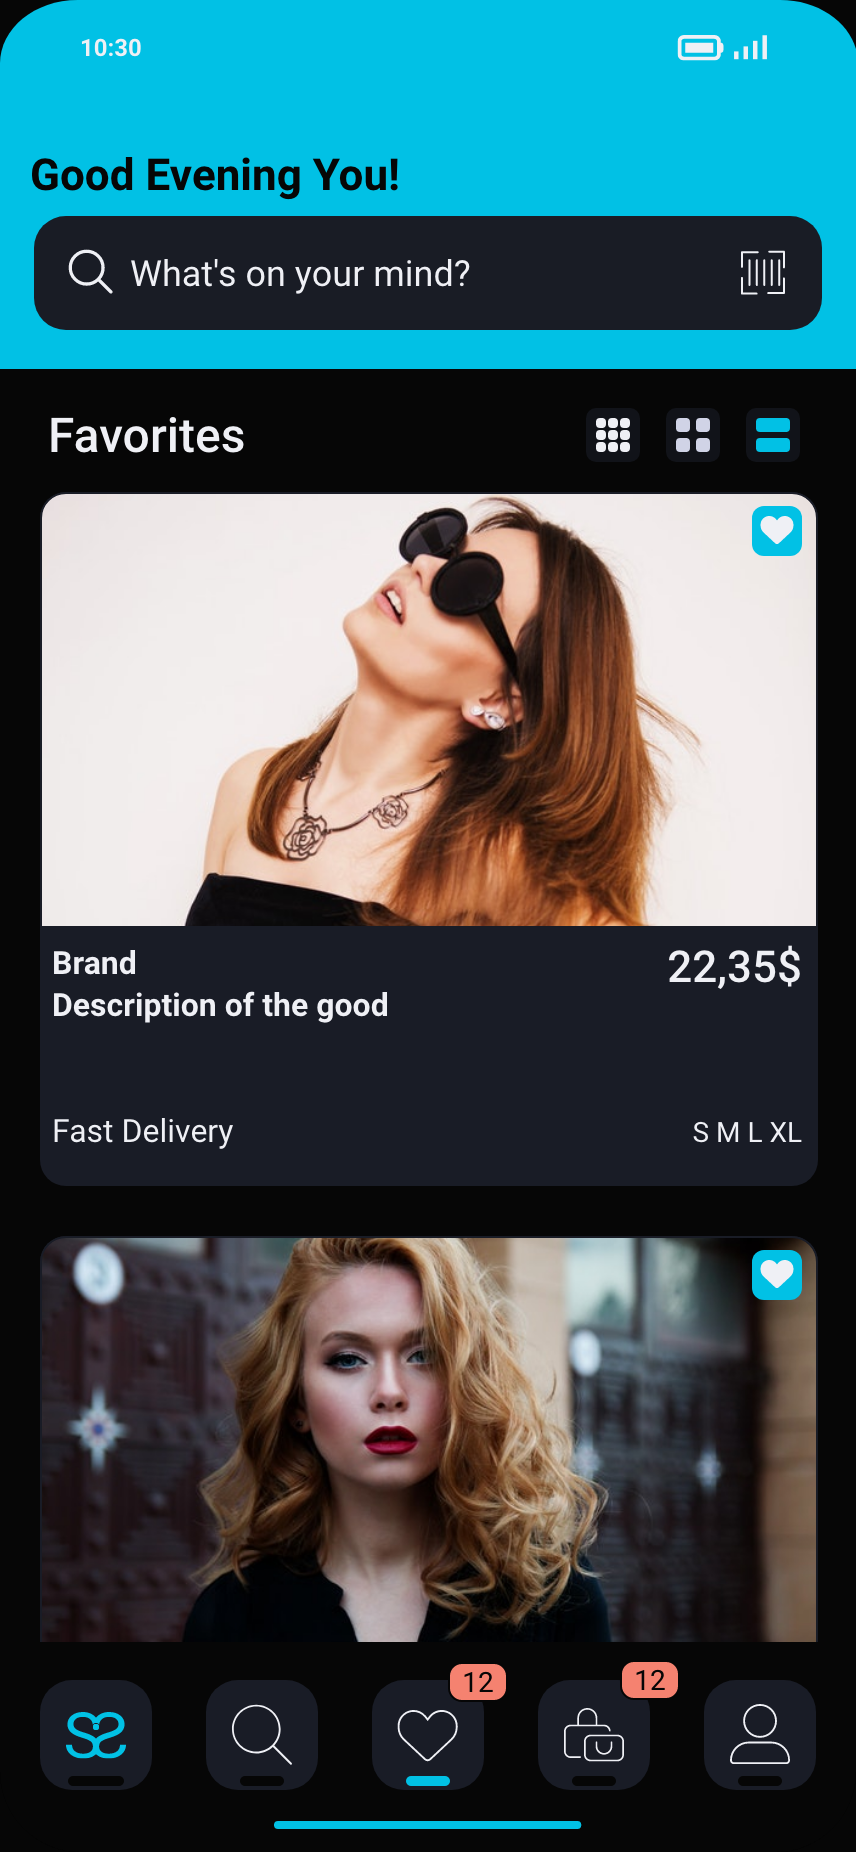 10:30
Good Evening You!
What's on your mind?
Favorites
Brand
22,35$
Description of the good
Fast Delivery
S M L XL
12
12